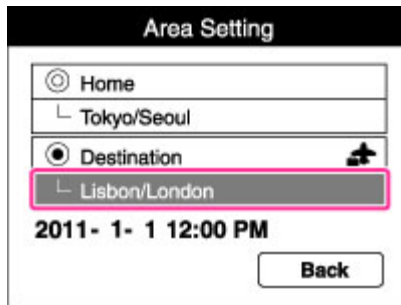 Area Setting
Home
Tokyo/Seoul
Destination
Lisbon/London
2011- 1- 1 12:00 PM
Back